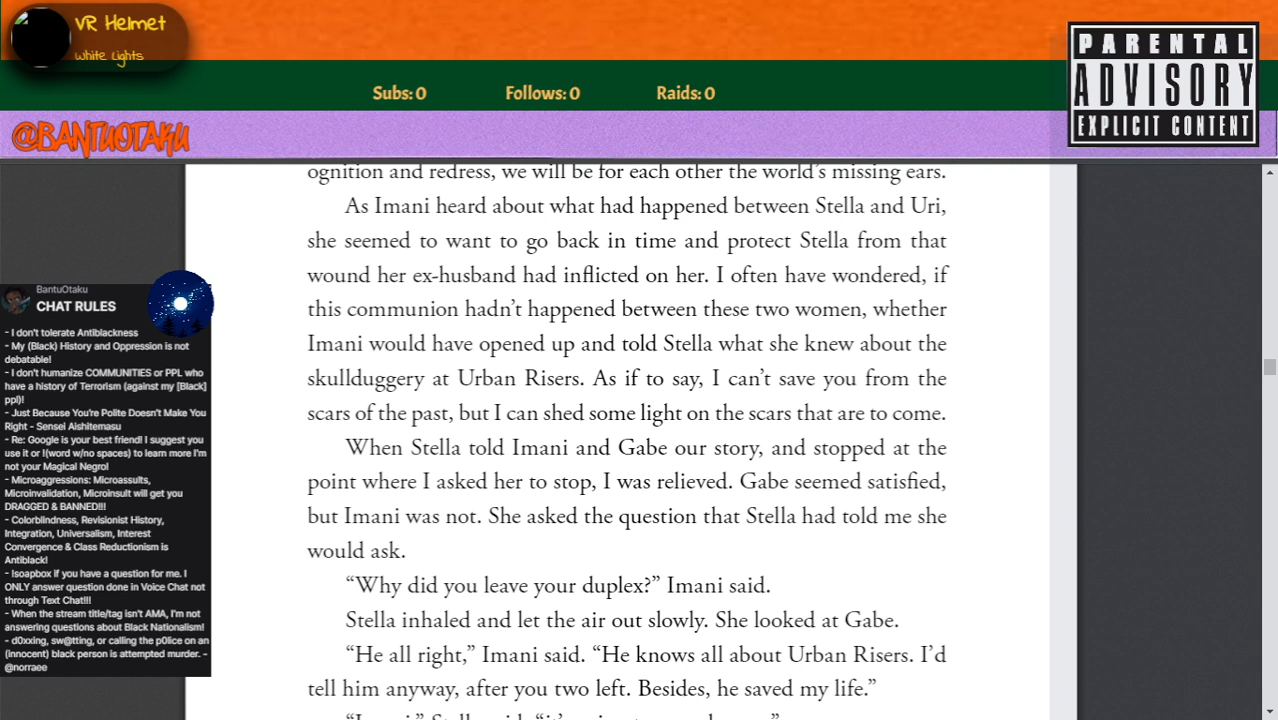 VR Helmet
White Lights
PARENTAL
ADVISORY
EXPLICIT CONTENT
Subs: 0 Follows: 0 Raids: 0
@BANTUOTAKU
ognition and redress, we will be for each other the world's missing ears.
As Imani heard about what had happened between Stella and Uri,
she seemed to want to go back in time and protect Stella from that
wound her ex-husband had inflicted on her. I often have wondered, if
this communion hadn't happened between these two women, whether
Imani would have opened up and told Stella what she knew about the
skullduggery at Urban Risers. As if to say, I can't save you from the
scars of the past, but I can shed some light on the scars that are to come.
When Stella told Imani and Gabe our story, and stopped at the
point where I asked her to stop, I was relieved. Gabe seemed satisfied,
but Imani was not. She asked the question that Stella had told me she
would ask.
“Why did you leave your duplex?” Imani said.
Stella inhaled and let the air out slowly. She looked at Gabe.
“He all right,” Imani said. “He knows all about Urban Risers. I'd
tell him anyway, after you two left. Besides, he saved my life.”
BantuOtaku
CHAT RULES
- I don't tolerate Antiblackness
- My (Black) History and Oppression is not
debatable!
- I don't humanize COMMUNITIES or PPL who
have a history of Terrorism (against my [Black]
ppl)!
- Just Because You're Polite Doesn't Make You
Right - Sensei Aishitemasu
- Re: Google is your best friend! I suggest you
use it or !(word w/no spaces) to learn more I'm
not your Magical Negro!
- Microaggressions: Microassults,
Microinvalidation, Microinsult will get you
DRAGGED & BANNED!!!
- Colorblindness, Revisionist History,
Integration, Universalism, Interest
Convergence & Class Reductionism is
Antiblack!
- !soapbox if you have a question for me. I
ONLY answer question done in Voice Chat not
through Text Chat!!!
- When the stream title/tag isn't AMA, I'm not
answering questions about Black Nationalism!
- d0xxing, sw@tting, or calling the p0lice on an
(innocent) black person is attempted murder. -
@norraee